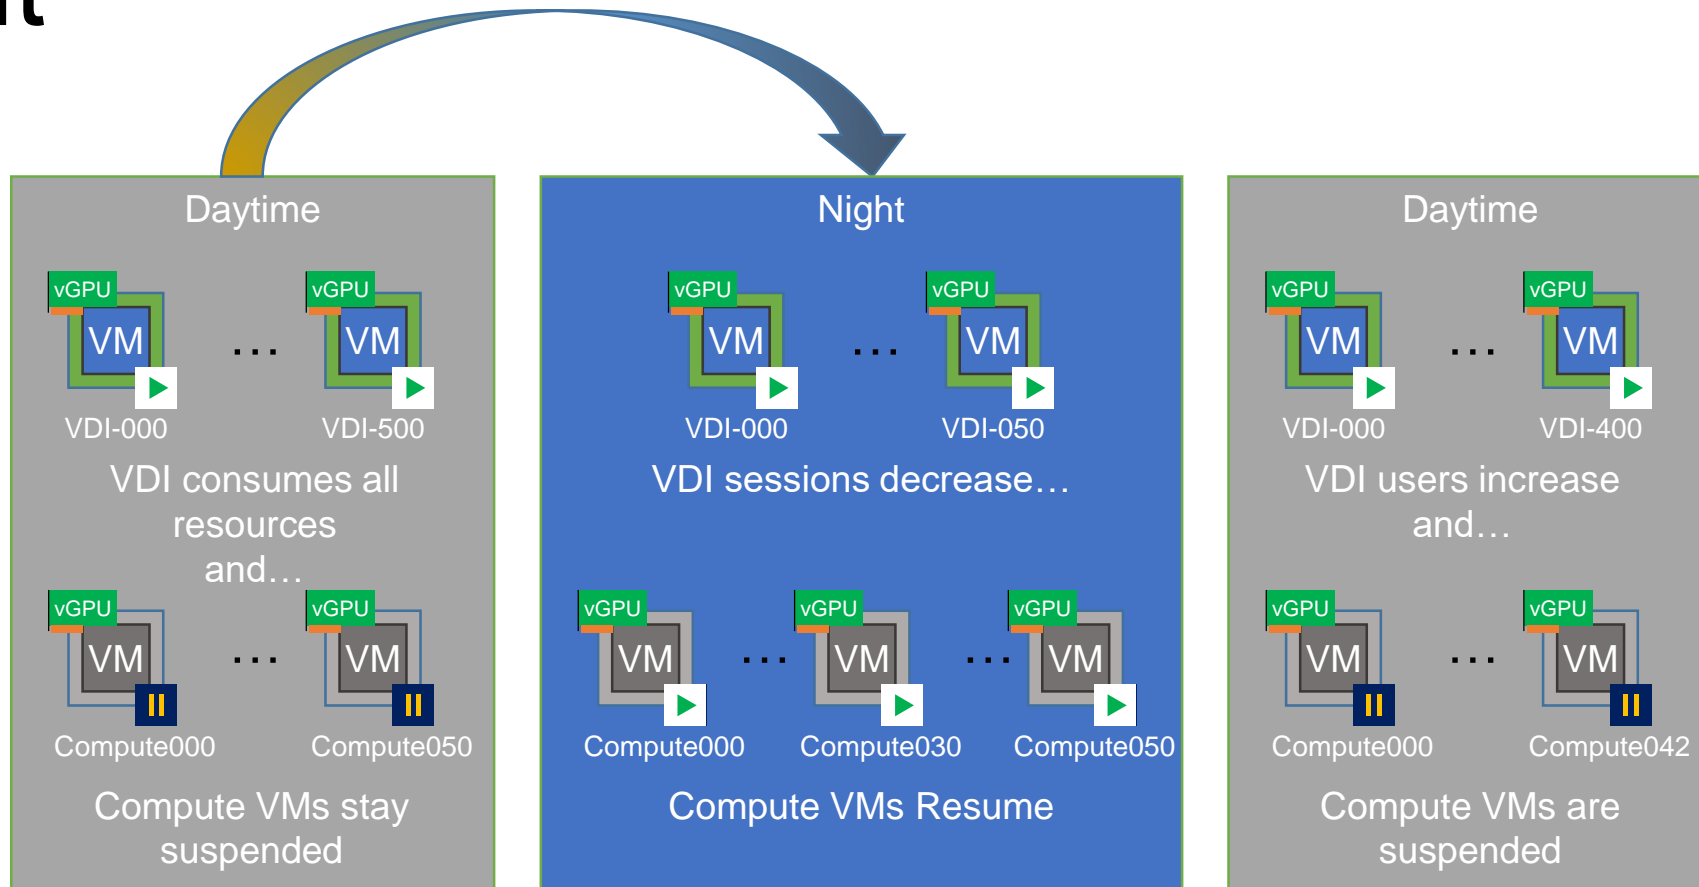 Daytime
vGPU
VM
…
vGPU
VM
VDI-000
VDI-500
VDI consumes all
resources
and…
vGPU
VM
…
vGPU
VM
Compute000
Compute050
Compute VMs stay
suspended
Night
vGPU
VM
…
vGPU
VM
VDI-000
VDI-050
VDI sessions decrease…
vGPU
VM
…
vGPU
VM
…
vGPU
VM
Compute000
Compute030
Compute050
Compute VMs Resume
Daytime
vGPU
VM
…
vGPU
VM
VDI-000
VDI-400
VDI users increase
and…
vGPU
VM
…
vGPU
VM
Compute000
Compute042
Compute VMs are
suspended